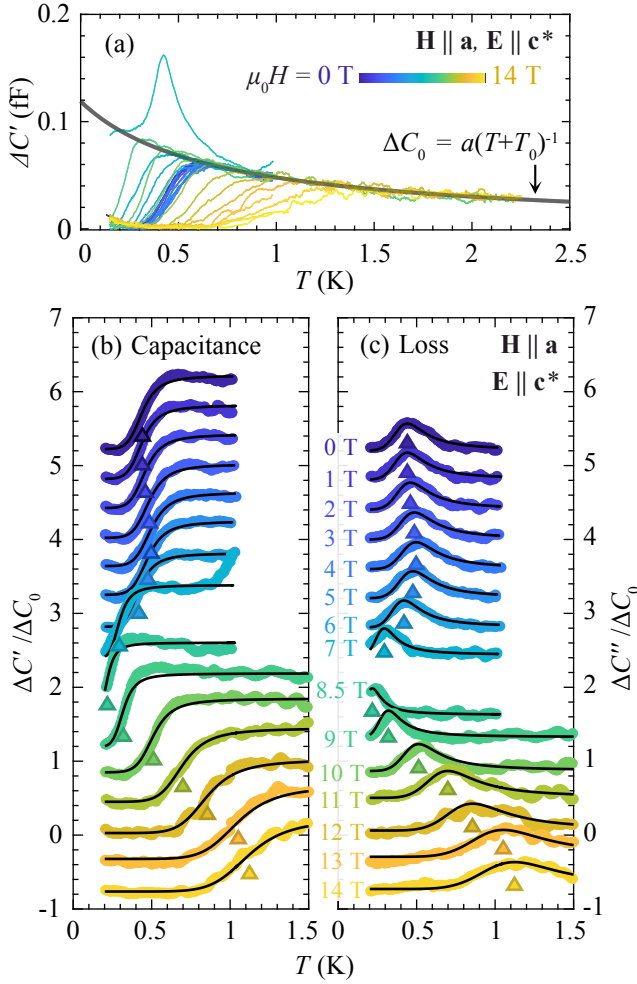 (a)
H || a, E || c*
μ₀H = 0 T 14 T
ΔC₀ = a(T+T₀)⁻¹
ΔC' (fF)
0.2
0.1
0
0 0.5 1 1.5 2 2.5
T (K)
(b) Capacitance
7
6
5
4
3
2
1
0
-1
ΔC' /ΔC₀
0 0.5 1
T (K)
(c) Loss
H || a
E || c*
0 T
1 T
2 T
3 T
4 T
5 T
6 T
7 T
8.5 T
9 T
10 T
11 T
12 T
13 T
14 T
0 0.5 1 1.5
7
6
5
4
3
2
1
0
-1
ΔC'' /ΔC₀